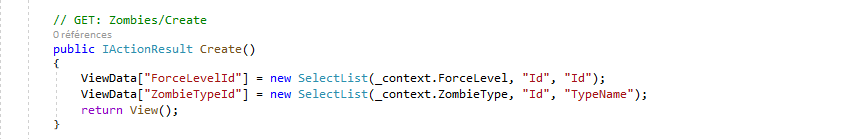 // GET: Zombies/Create
0 références
public IActionResult Create()
{
ViewData["ForceLevelId"] = new SelectList(_context.ForceLevel, "Id", "Id");
ViewData["ZombieTypeId"] = new SelectList(_context.ZombieType, "Id", "TypeName");
return View();
}